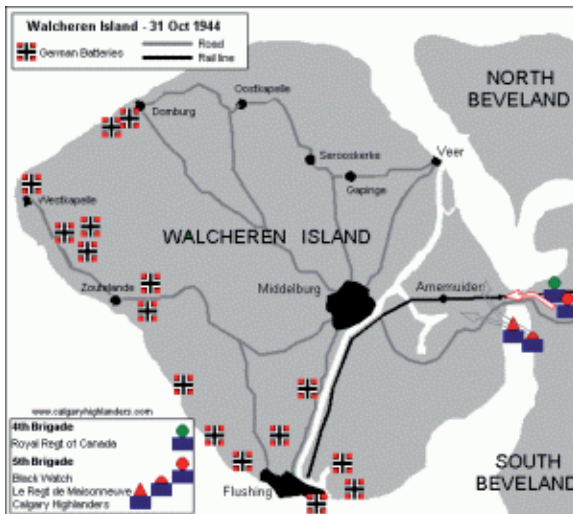 Walcheren Island - 31 Oct 1944
German Batteries
Road
Rail line
NORTH
BEVELAND
Oostkapelle
Domburg
Serooskerke
Veer
Gapinge
Westkapelle
WALCHEREN ISLAND
Middelburg
Arnemuiden
Zoutelande
www.calgaryhighlanders.com
4th Brigade
Royal Regt of Canada
5th Brigade
Black Watch
Le Regt de Maisonneuve
Calgary Highlanders
Flushing
SOUTH
BEVELAND